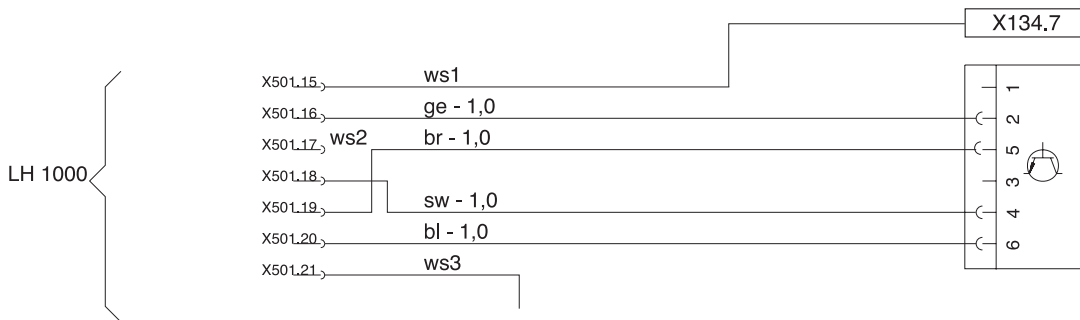 X134.7
X501.15 ws1 1
X501.16 ge - 1,0 2
X501.17 ws2 br - 1,0 5
LH 1000 X501.18 3
X501.19 sw - 1,0 4
X501.20 bl - 1,0 6
X501.21 ws3